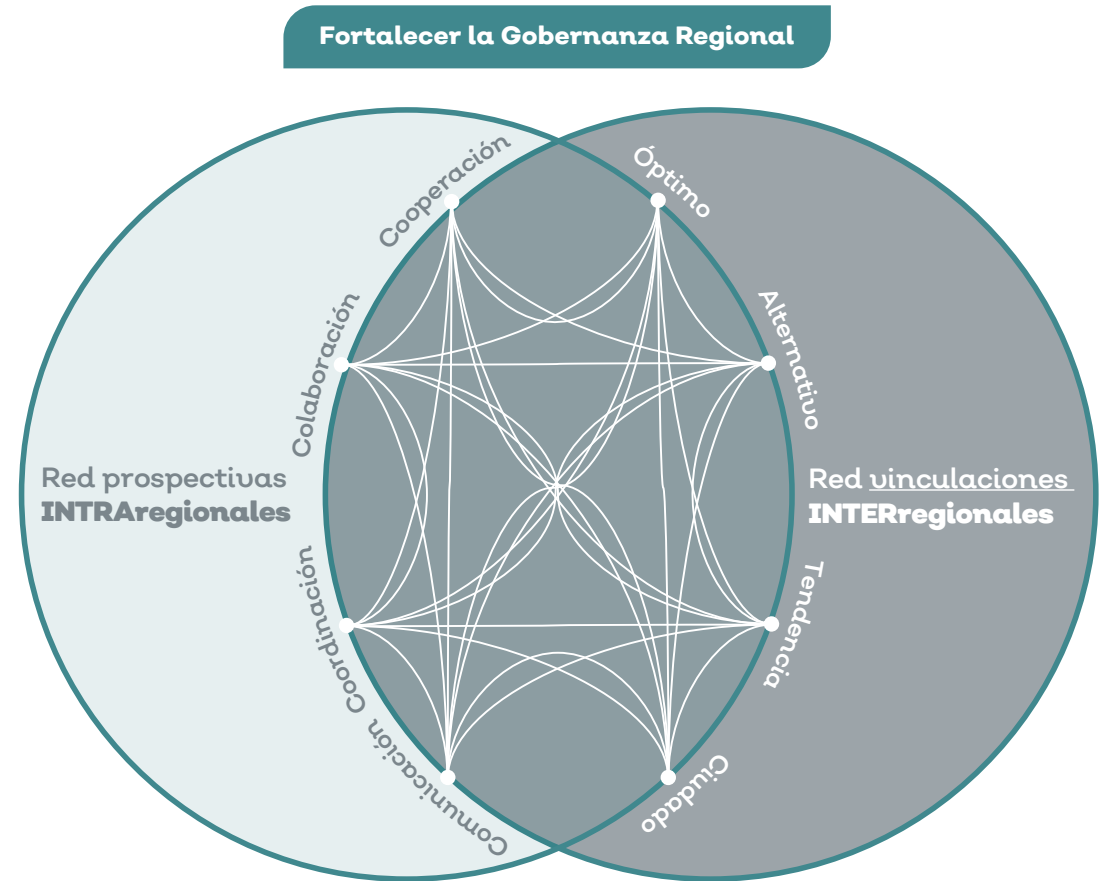 Fortalecer la Gobernanza Regional
Cooperación
Óptimo
Colaboración
Alternativo
Red prospectivas
INTRAregionales
Red vinculaciones
INTERregionales
Coordinación
Tendencia
Comunicación
Ciudado